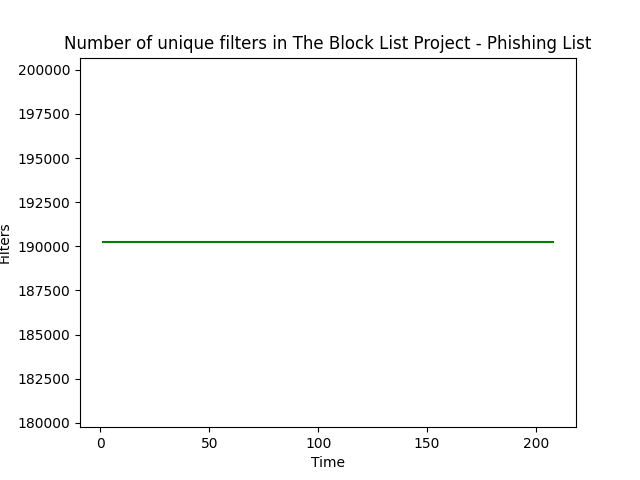 Number of unique filters in The Block List Project - Phishing List
200000
197500
195000
192500
190000
187500
185000
182500
180000
Filters
0 50 100 150 200
Time